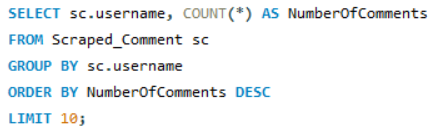 SELECT sc.username, COUNT(*) AS NumberOfComments
FROM Scraped_Comment sc
GROUP BY sc.username
ORDER BY NumberOfComments DESC
LIMIT 10;